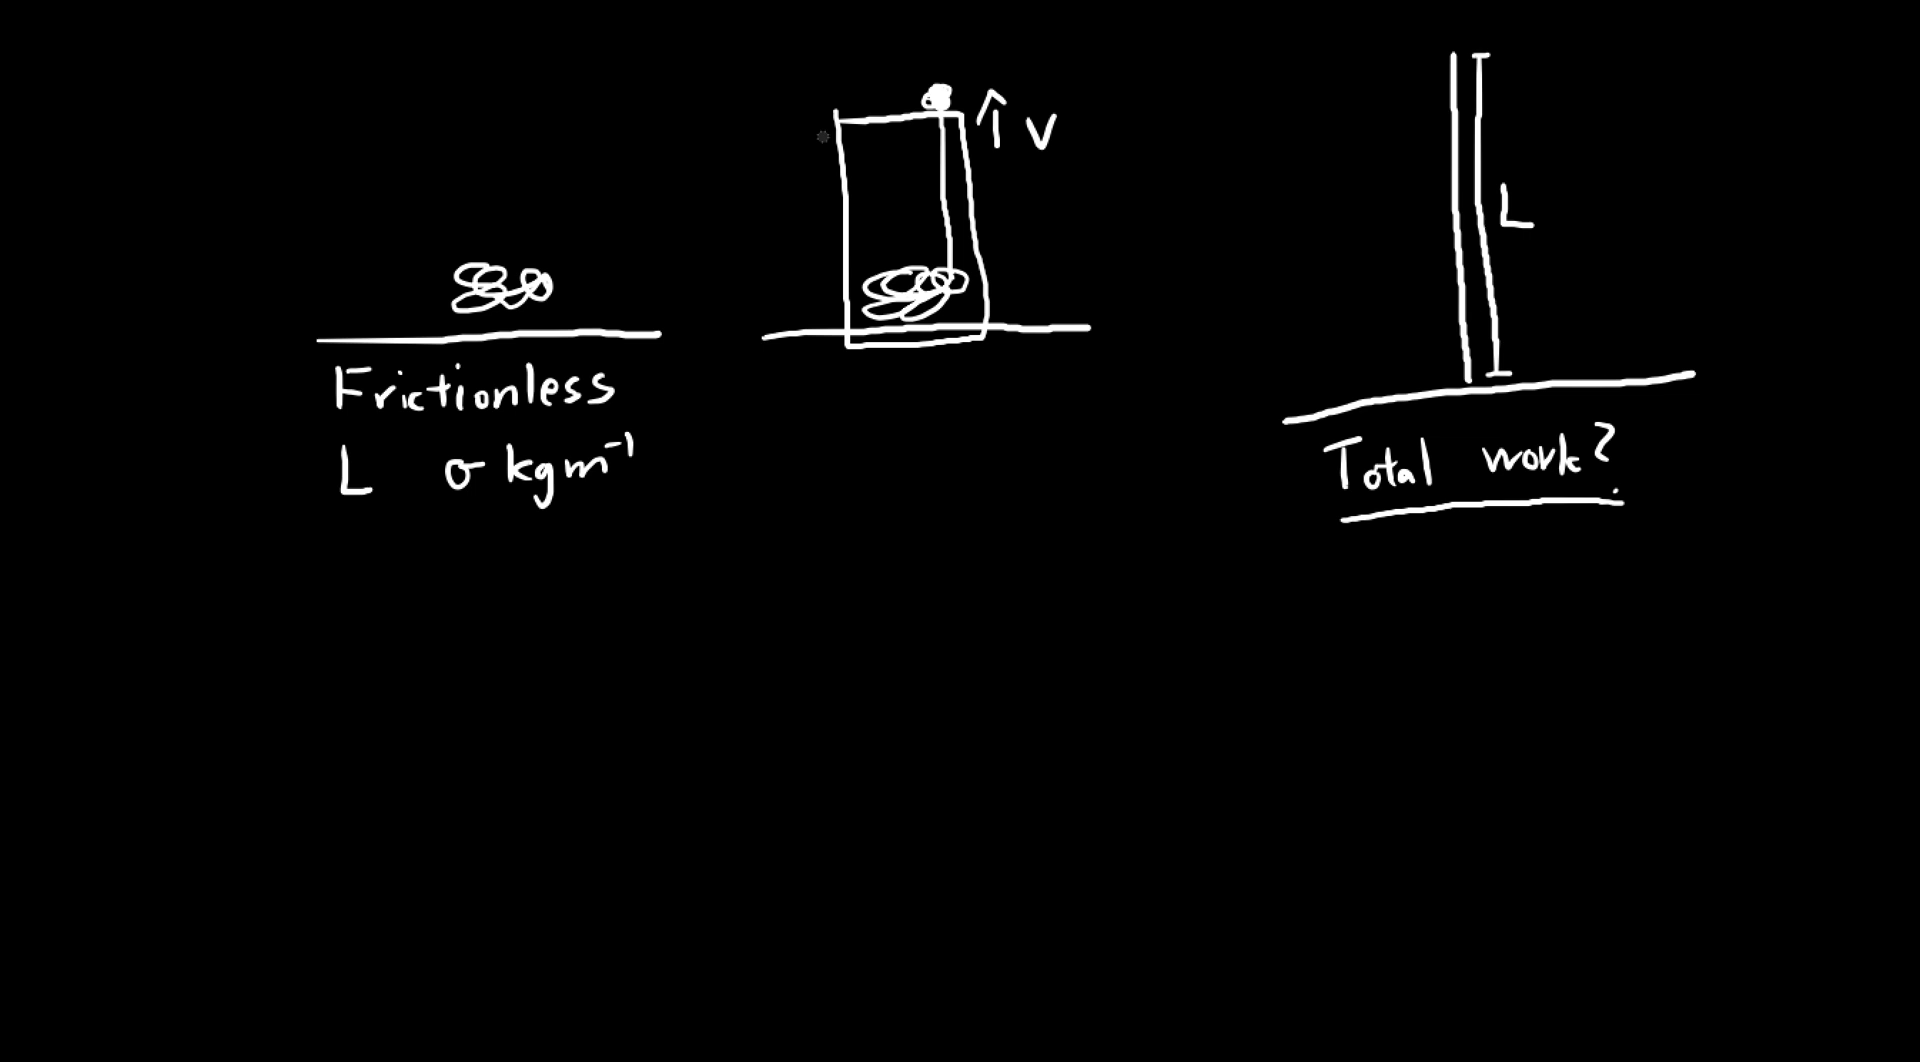 V
L
Frictionless
L σ kgm⁻¹
Total work?